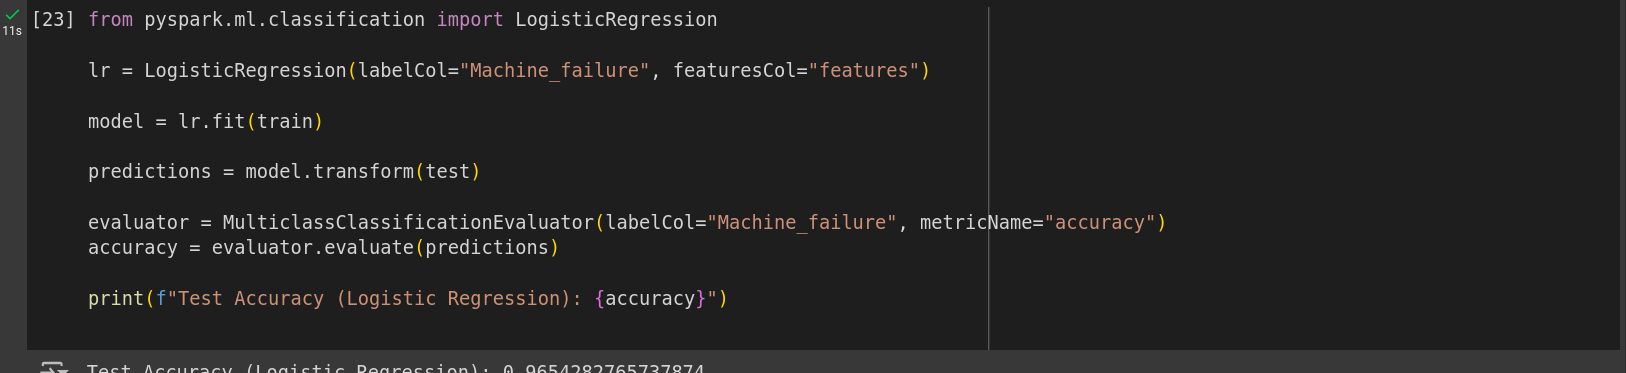 [23] from pyspark.ml.classification import LogisticRegression
11s
lr = LogisticRegression(labelCol="Machine_failure", featuresCol="features")
model = lr.fit(train)
predictions = model.transform(test)
evaluator = MulticlassClassificationEvaluator(labelCol="Machine_failure", metricName="accuracy")
accuracy = evaluator.evaluate(predictions)
print(f"Test Accuracy (Logistic Regression): {accuracy}")
Test Accuracy (Logistic Regression): 0.9654282765737874